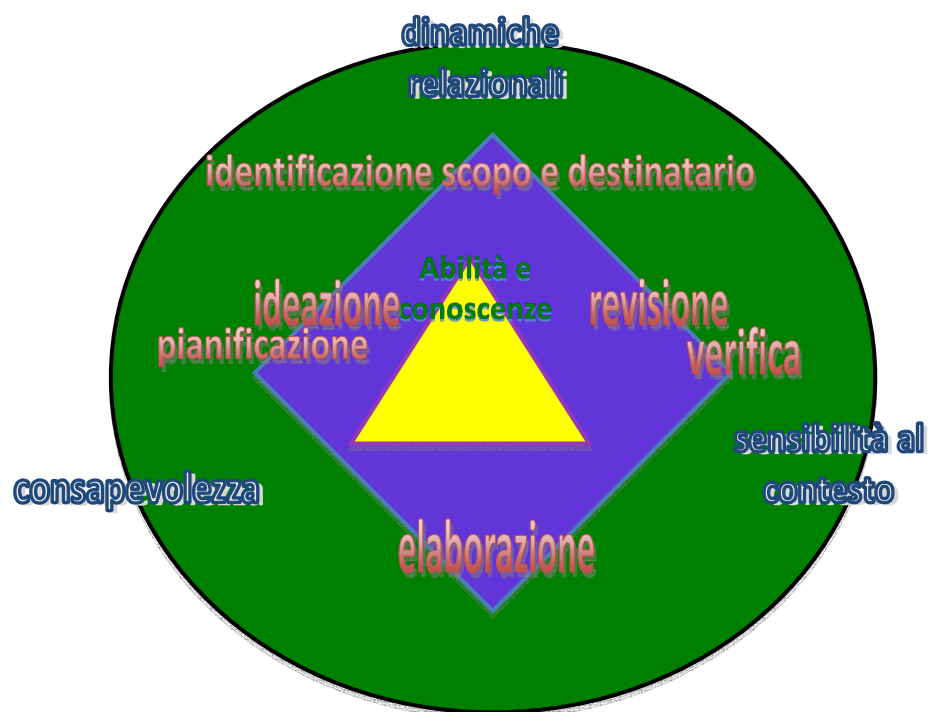 dinamiche
relazionali
identificazione scopo e destinatario
Abilità e
conoscenze
ideazione
pianificazione
revisione
verifica
sensibilità al
contesto
consapevolezza
elaborazione